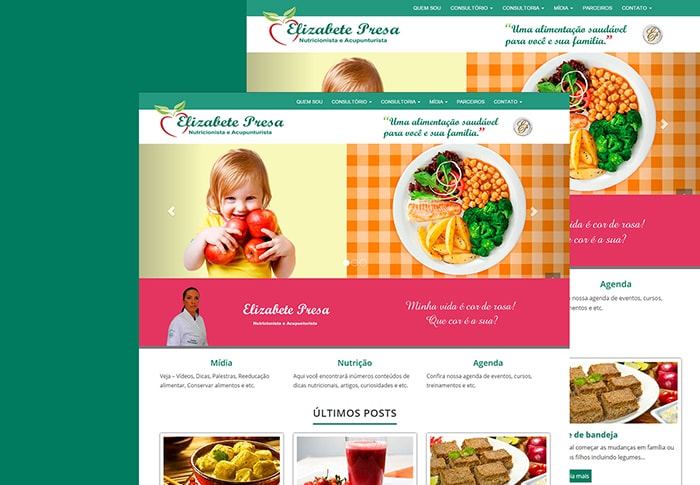 QUEM SOU CONSULTÓRIO CONSULTORIA MÍDIA PARCEIROS CONTATO
Elizabete Presa
Nutricionista e Acupunturista
"Uma alimentação saudável
para você e sua família."
QUEM SOU CONSULTÓRIO CONSULTORIA MÍDIA PARCEIROS CONTATO
Elizabete Presa
Nutricionista e Acupunturista
"Uma alimentação saudável
para você e sua família."
vida é cor de rosa!
cor é a sua?
Elizabete Presa
Nutricionista e Acupunturista
Minha vida é cor de rosa!
Que cor é a sua?
Agenda
nossa agenda de eventos, cursos,
e etc.
Mídia
Veja – Vídeos, Dicas, Palestras, Reeducação
alimentar, Conservar alimentos e etc.
Nutrição
Aqui você encontrará inúmeros conteúdos de
dicas nutricionais, artigos, curiosidades e etc.
Agenda
Confira nossa agenda de eventos, cursos,
treinamentos e etc.
ÚLTIMOS POSTS
e de bandeja
al começar as mudanças em família ou
os filhos incluindo legumes...
ia mais